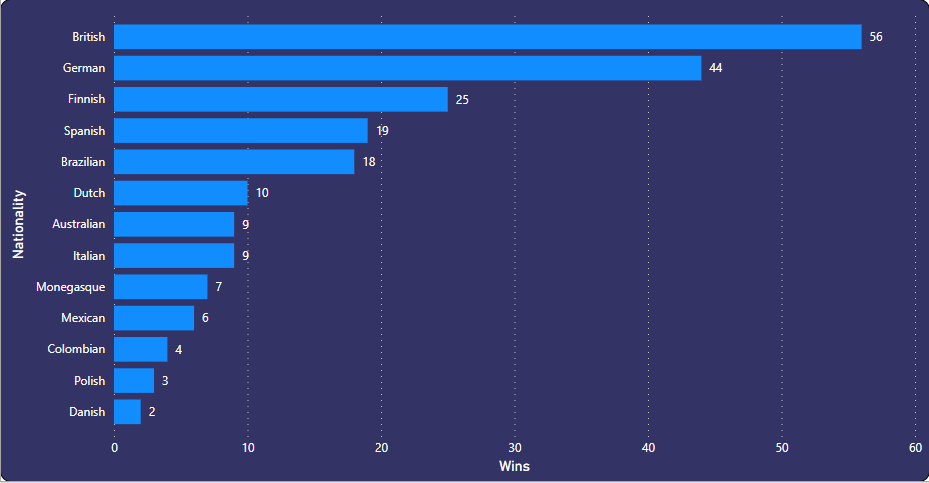 Nationality
British 56
German 44
Finnish 25
Spanish 19
Brazilian 18
Dutch 10
Australian 9
Italian 9
Monegasque 7
Mexican 6
Colombian 4
Polish 3
Danish 2
0 10 20 30 40 50 60
Wins